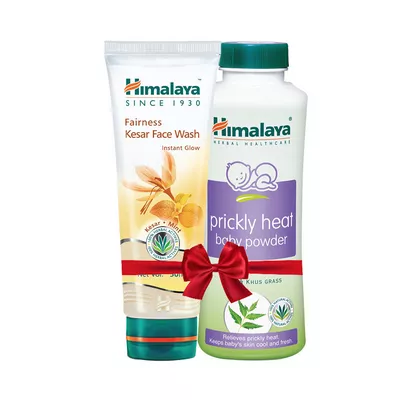 Himalaya
SINCE 1930
Fairness
Kesar Face Wash
Instant Glow
Kesar • Mint
Himalaya
HERBAL HEALTHCARE
prickly heat
baby powder
KHUS GRASS
Relieves prickly heat
Keeps baby's skin cool and fresh